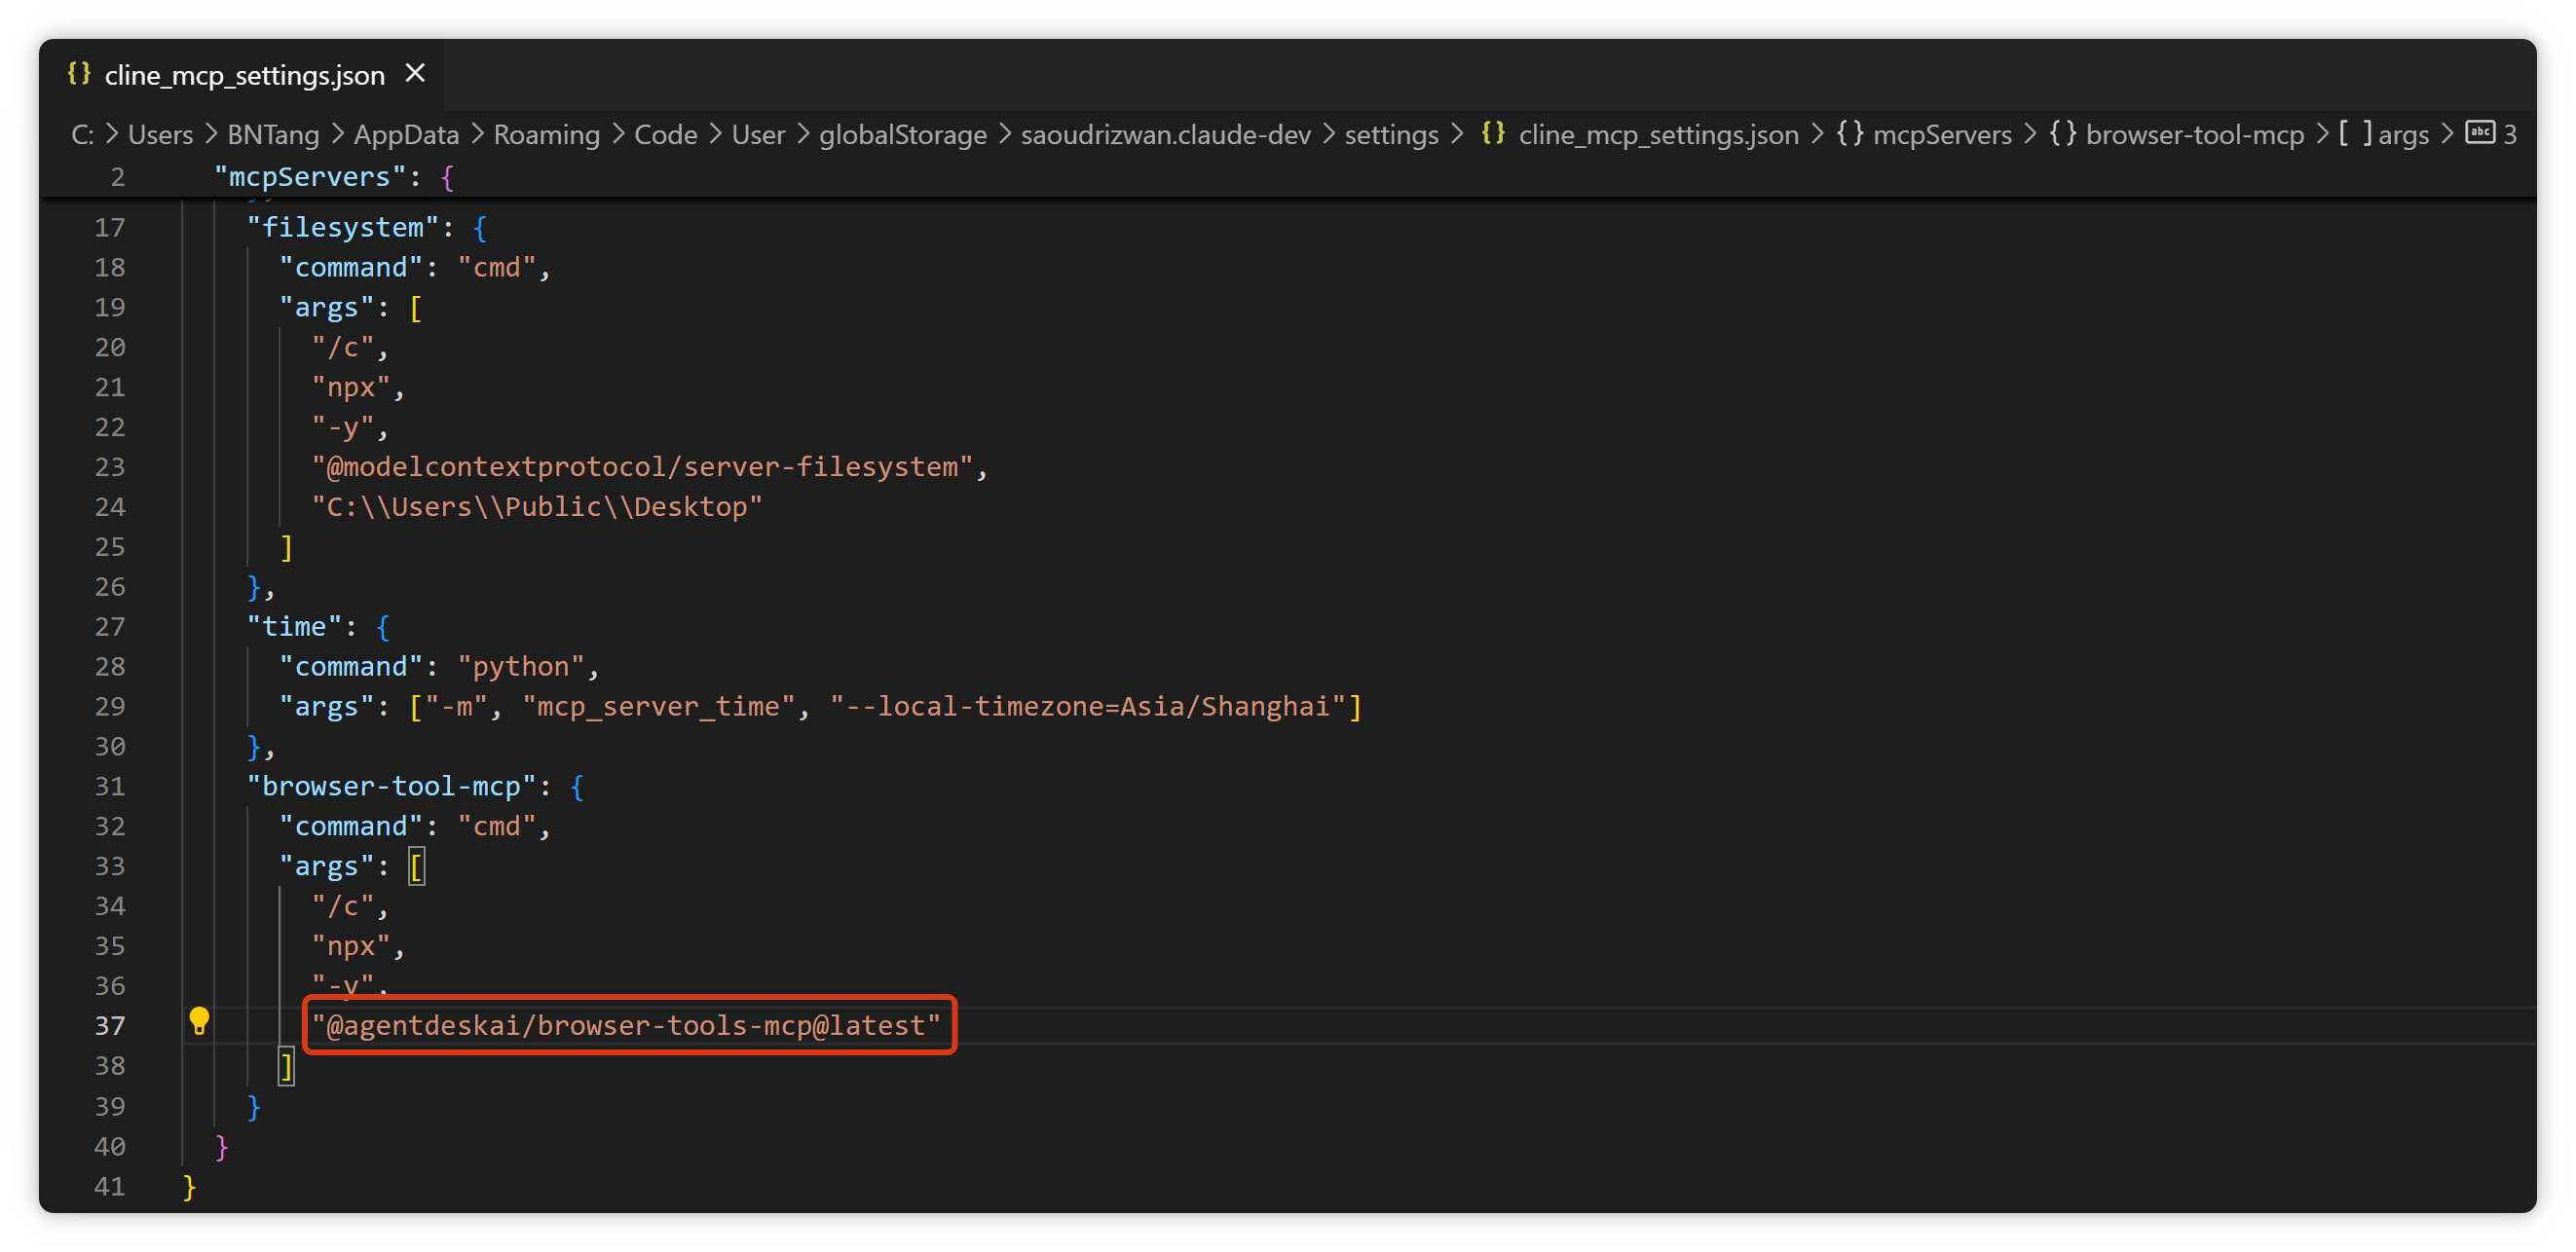 {} cline_mcp_settings.json ×
C: > Users > BNTang > AppData > Roaming > Code > User > globalStorage > saoudrizwan.claude-dev > settings > {} cline_mcp_settings.json > {} mcpServers > {} browser-tool-mcp > [ ] args > abc 3
2 "mcpServers": {
17 "filesystem": {
18 "command": "cmd",
19 "args": [
20 "/c",
21 "npx",
22 "-y",
23 "@modelcontextprotocol/server-filesystem",
24 "C:\\Users\\Public\\Desktop"
25 ]
26 },
27 "time": {
28 "command": "python",
29 "args": ["-m", "mcp_server_time", "--local-timezone=Asia/Shanghai"]
30 },
31 "browser-tool-mcp": {
32 "command": "cmd",
33 "args": [
34 "/c",
35 "npx",
36 "-y",
37 "@agentdeskai/browser-tools-mcp@latest"
38 ]
39 }
40 }
41 }